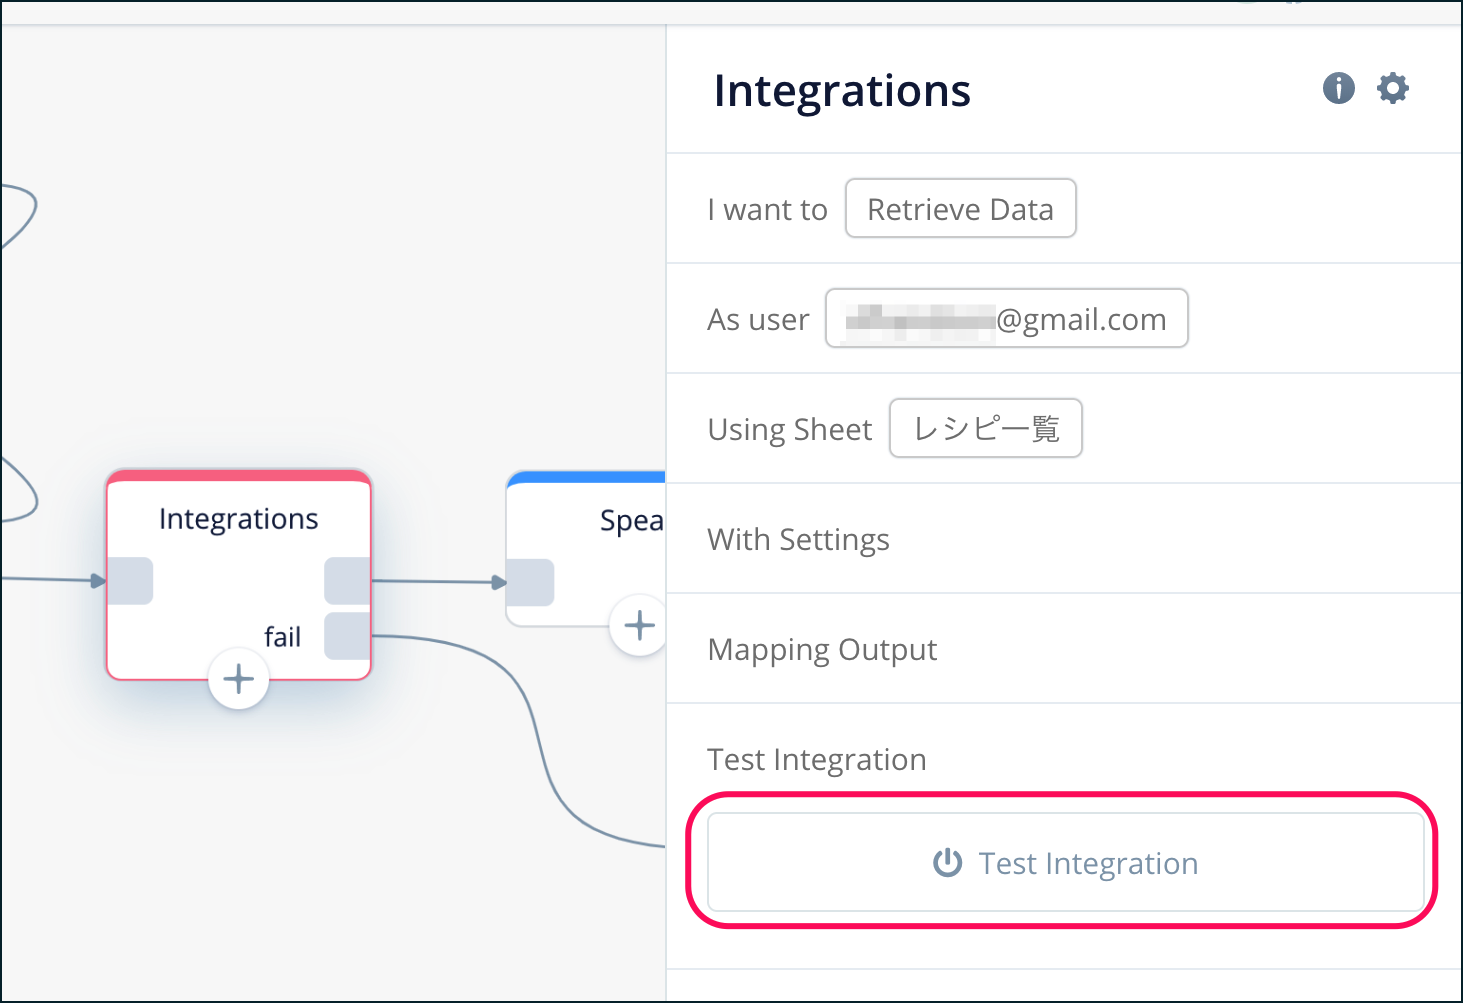 Integrations
I want to Retrieve Data
As user @gmail.com
Using Sheet レシピ一覧
With Settings
Mapping Output
Test Integration
Test Integration
Integrations
fail
Spea